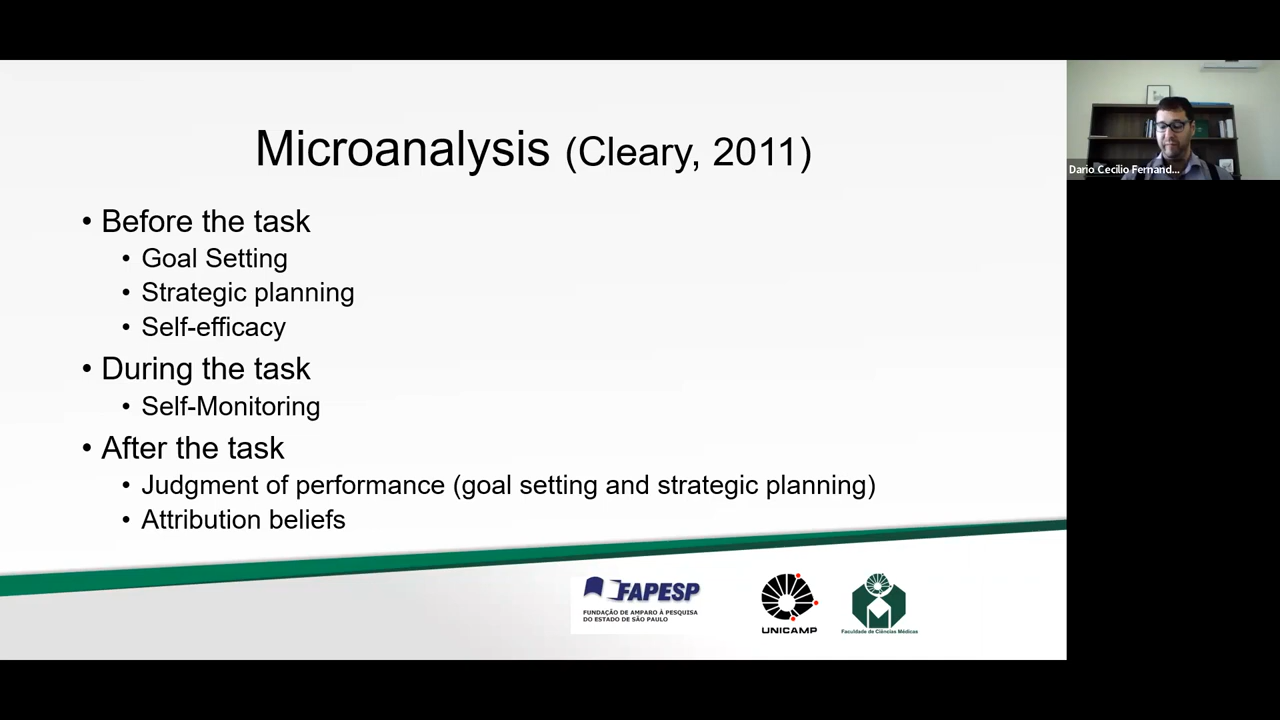 Microanalysis (Cleary, 2011)
• Before the task
• Goal Setting
• Strategic planning
• Self-efficacy
• During the task
• Self-Monitoring
• After the task
• Judgment of performance (goal setting and strategic planning)
• Attribution beliefs
FAPESP
FUNDAÇÃO DE AMPARO À PESQUISA
DO ESTADO DE SÃO PAULO
UNICAMP
Faculdade de Ciências Médicas
Dario Cecilio Fernand...